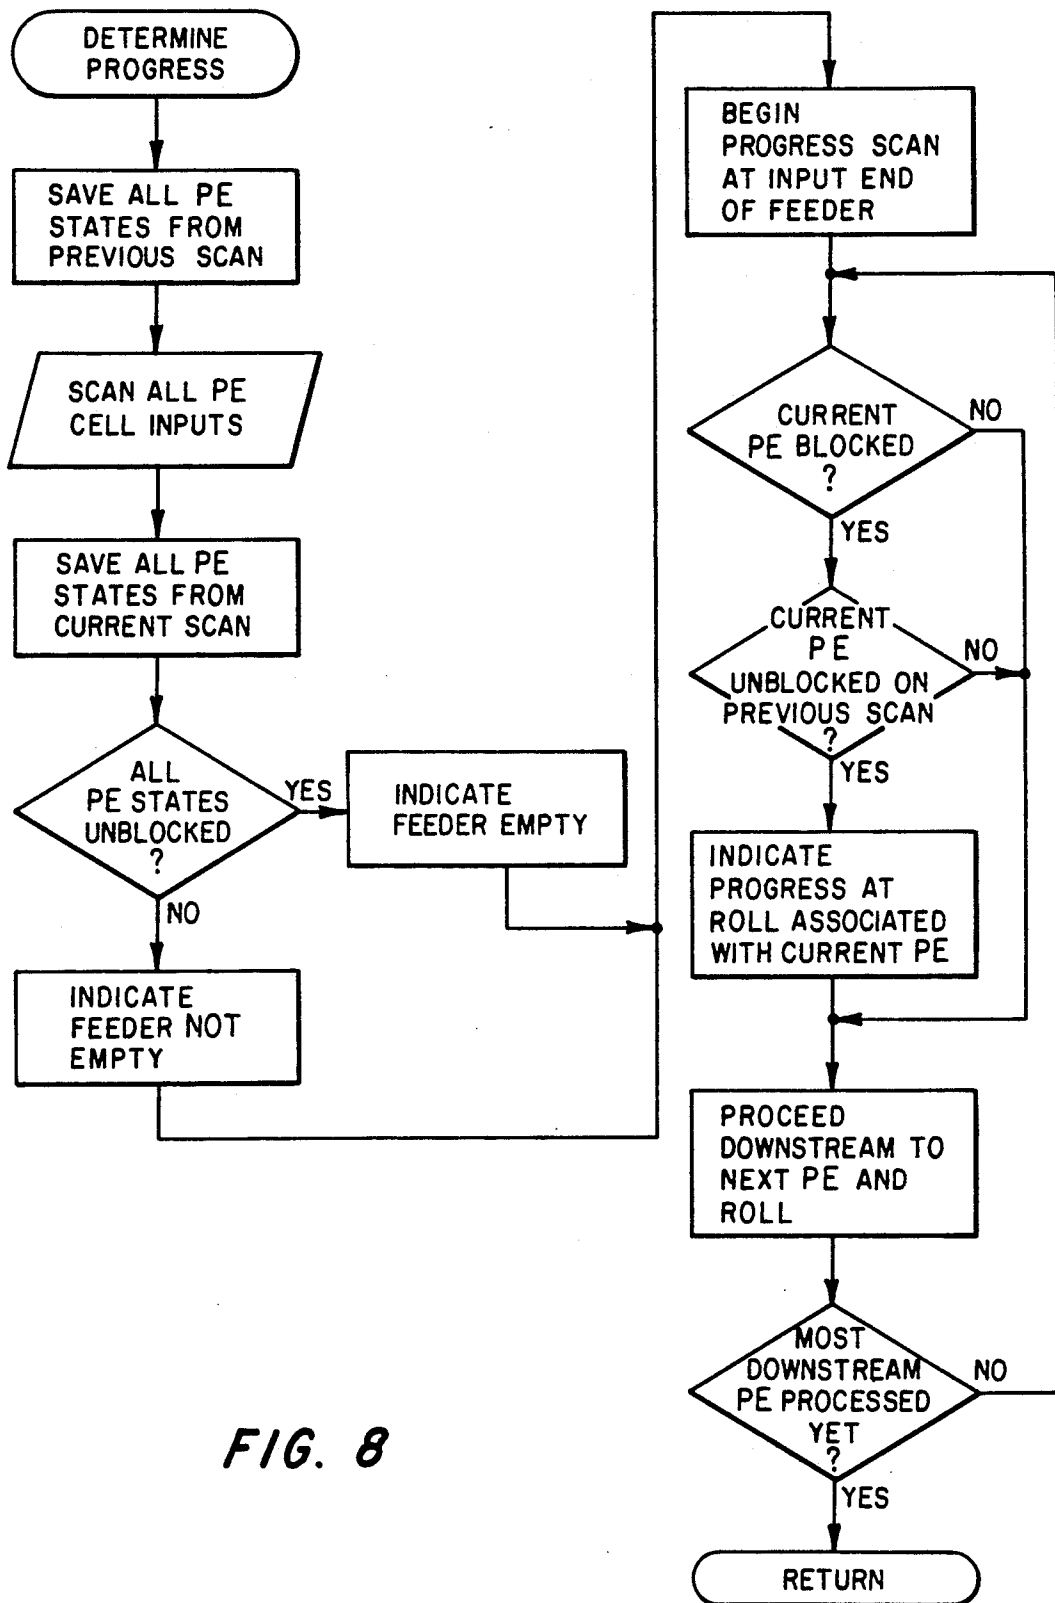 DETERMINE
PROGRESS
SAVE ALL PE
STATES FROM
PREVIOUS SCAN
SCAN ALL PE
CELL INPUTS
SAVE ALL PE
STATES FROM
CURRENT SCAN
ALL
PE STATES
UNBLOCKED
?
YES
NO
INDICATE
FEEDER EMPTY
INDICATE
FEEDER NOT
EMPTY
BEGIN
PROGRESS SCAN
AT INPUT END
OF FEEDER
CURRENT
PE BLOCKED
?
NO
YES
CURRENT
PE
UNBLOCKED ON
PREVIOUS SCAN
?
NO
YES
INDICATE
PROGRESS AT
ROLL ASSOCIATED
WITH CURRENT PE
PROCEED
DOWNSTREAM TO
NEXT PE AND
ROLL
MOST
DOWNSTREAM
PE PROCESSED
YET
?
NO
YES
RETURN
FIG. 8